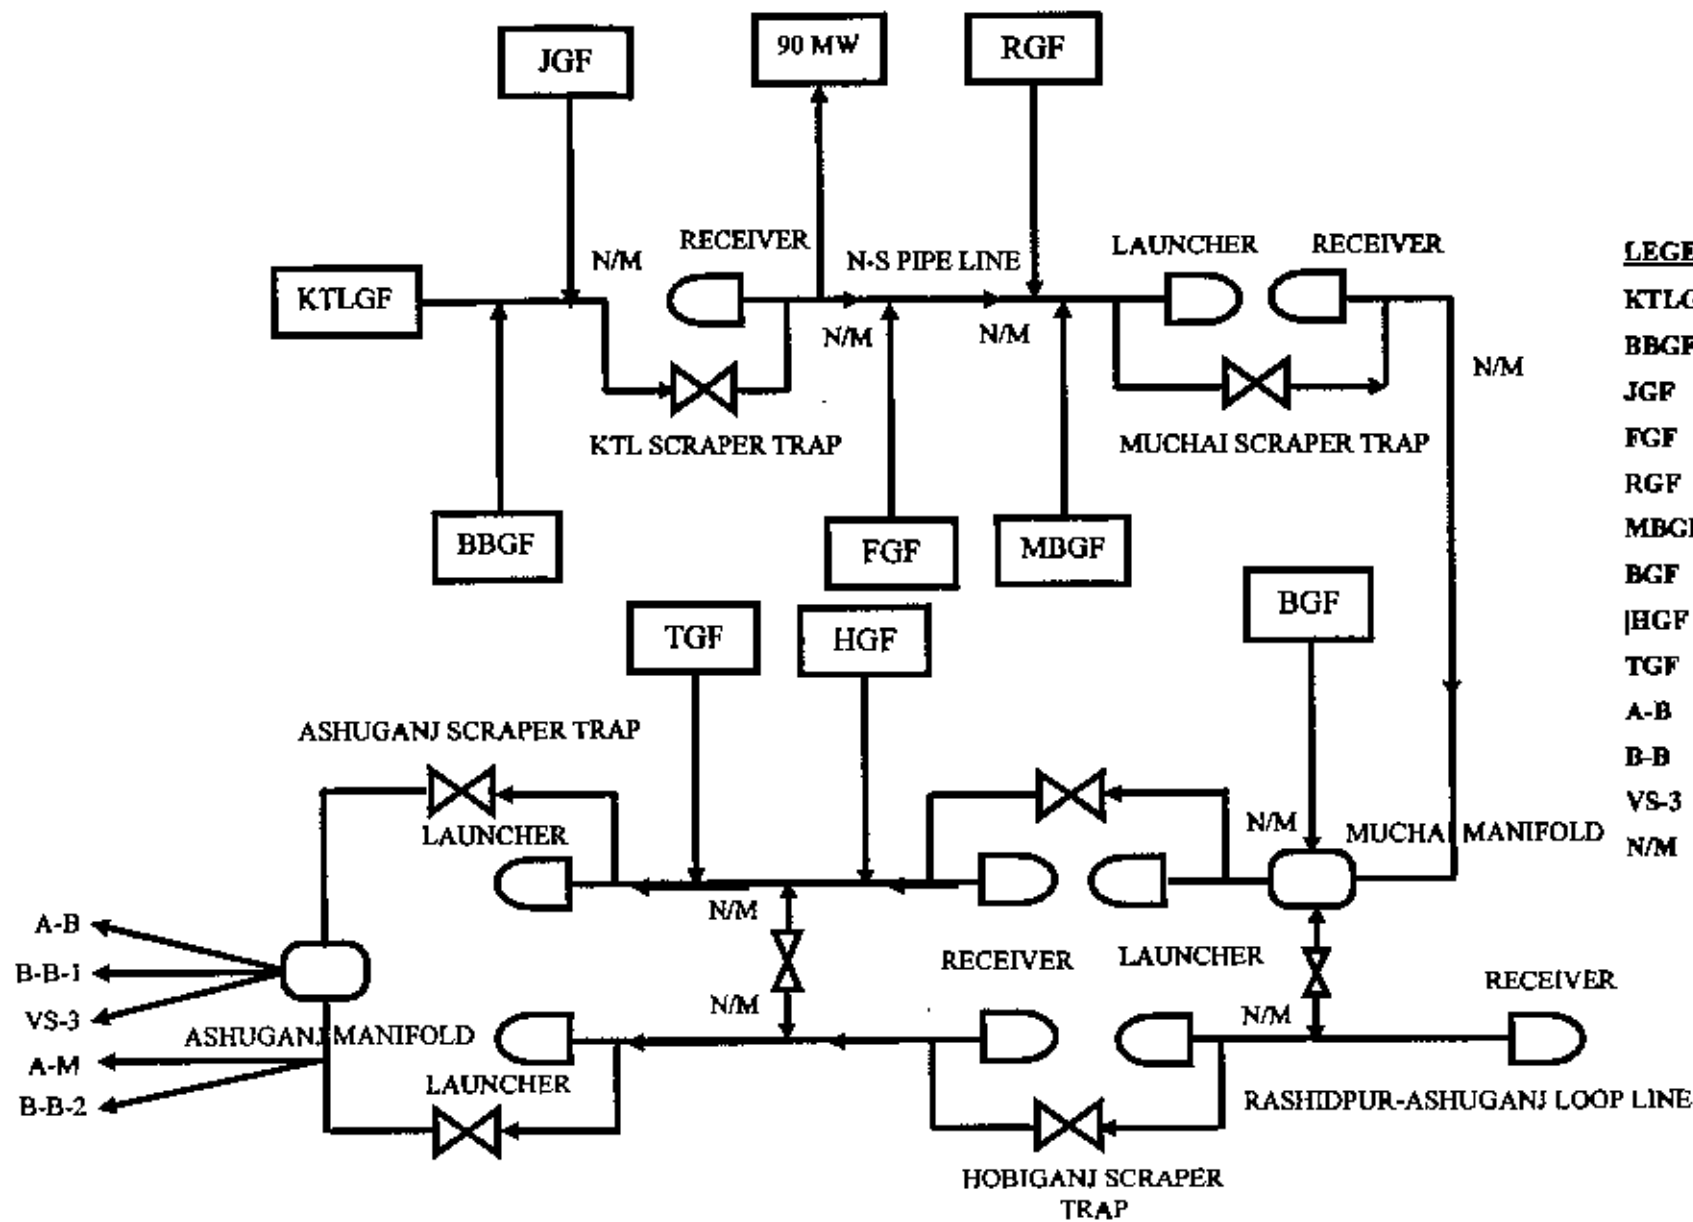 JGF
90 MW
RGF
RECEIVER
N/M
N-S PIPE LINE
LAUNCHER
RECEIVER
KTLGF
N/M
N/M
N/M
KTL SCRAPER TRAP
MUCHAI SCRAPER TRAP
BBGF
FGF
MBGF
BGF
TGF
HGF
ASHUGANJ SCRAPER TRAP
LAUNCHER
N/M
MUCHAI MANIFOLD
N/M
A-B
B-B-1
VS-3
ASHUGANJ MANIFOLD
A-M
B-B-2
RECEIVER
LAUNCHER
RECEIVER
N/M
N/M
LAUNCHER
RASHIDPUR-ASHUGANJ LOOP LINE
HOBIGANJ SCRAPER
TRAP
LEGE
KTLG
BBGF
JGF
FGF
RGF
MBGF
BGF
|HGF
TGF
A-B
B-B
VS-3
N/M